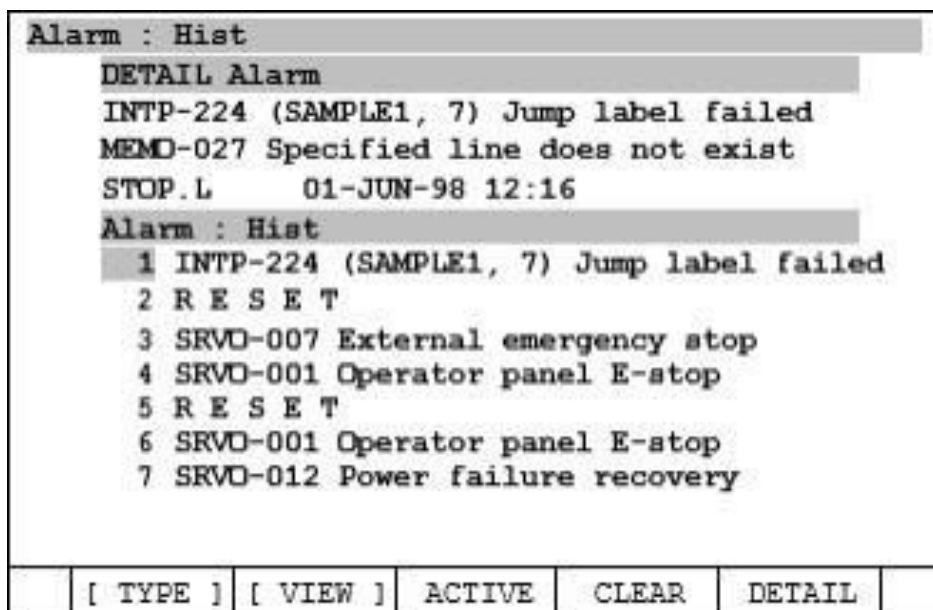 Alarm : Hist
DETAIL Alarm
INTP-224 (SAMPLE1, 7) Jump label failed
MEMO-027 Specified line does not exist
STOP.L 01-JUN-98 12:16
Alarm : Hist
1 INTP-224 (SAMPLE1, 7) Jump label failed
2 R E S E T
3 SRVO-007 External emergency stop
4 SRVO-001 Operator panel E-stop
5 R E S E T
6 SRVO-001 Operator panel E-stop
7 SRVO-012 Power failure recovery
[ TYPE ] [ VIEW ] ACTIVE CLEAR DETAIL